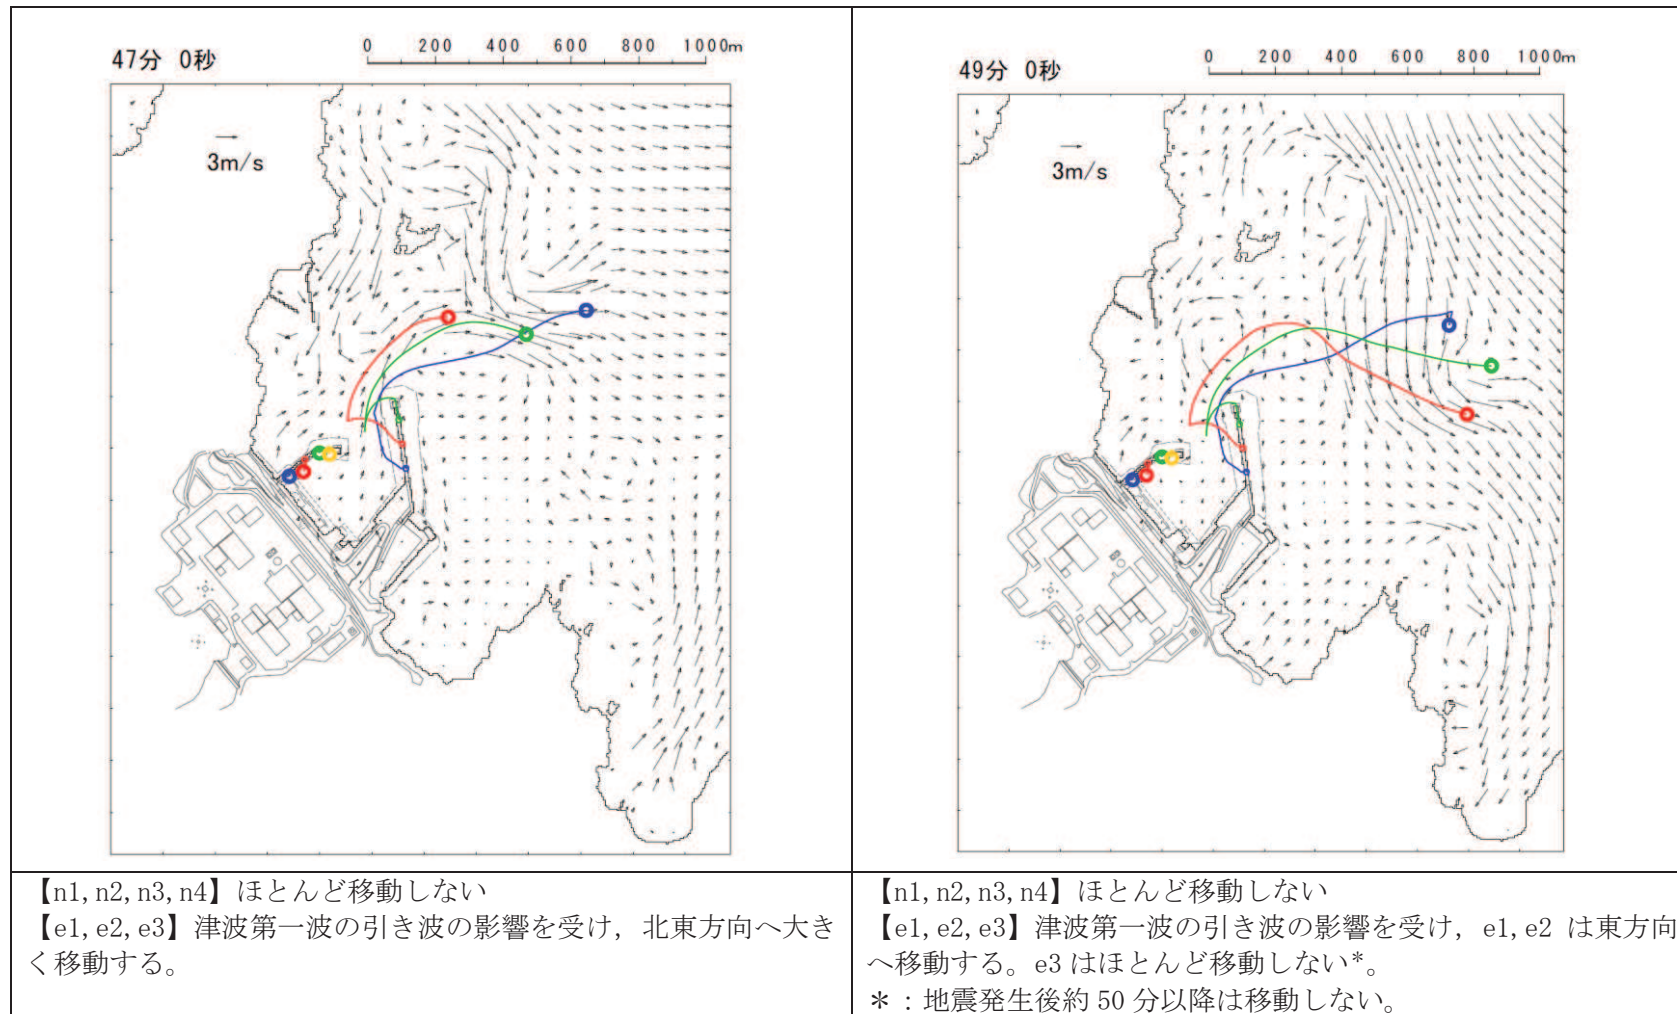 47分 0秒
0 200 400 600 800 1000m
3m/s
【n1,n2,n3,n4】ほとんど移動しない
【e1,e2,e3】津波第一波の引き波の影響を受け，北東方向へ大き
く移動する。
49分 0秒
0 200 400 600 800 1000m
3m/s
【n1,n2,n3,n4】ほとんど移動しない
【e1,e2,e3】津波第一波の引き波の影響を受け，e1,e2 は東方向
へ移動する。e3 はほとんど移動しない*。
＊：地震発生後約 50 分以降は移動しない。